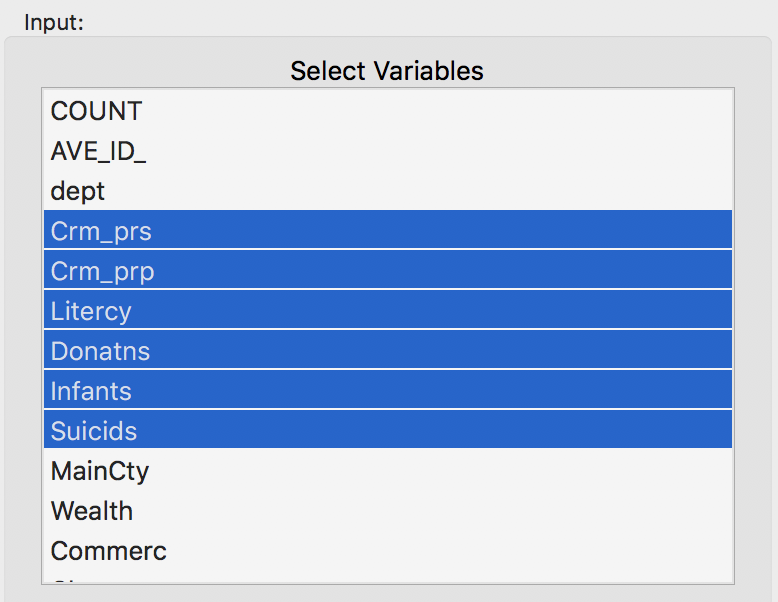 Input:
Select Variables
COUNT
AVE_ID_
dept
Crm_prs
Crm_prp
Litercy
Donatns
Infants
Suicids
MainCty
Wealth
Commerc